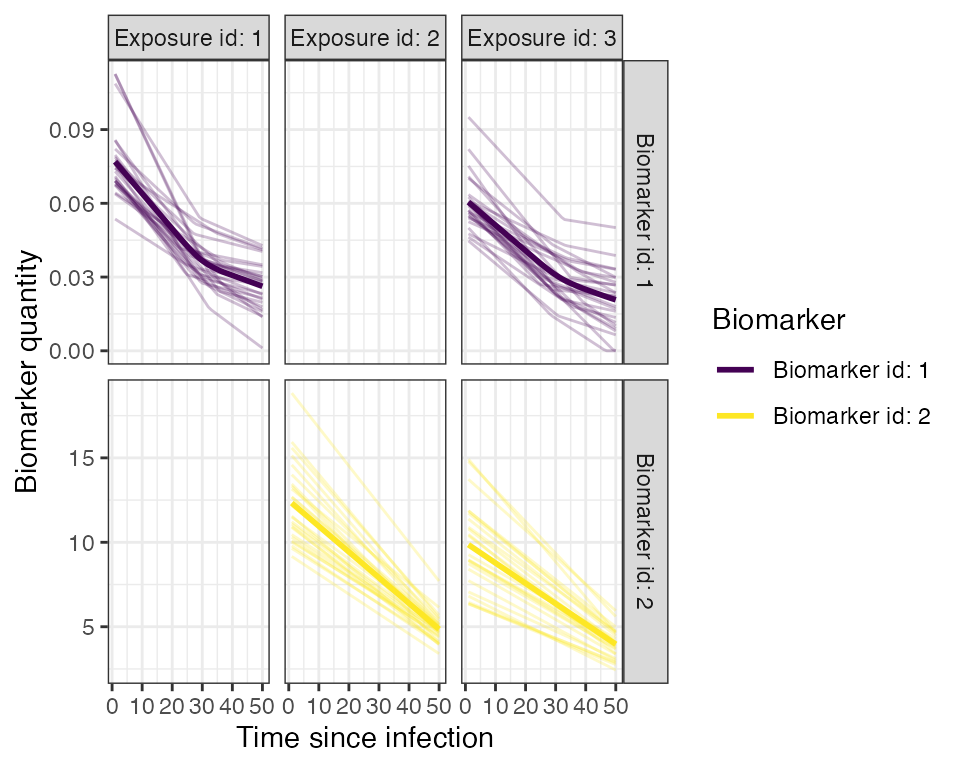 Exposure id: 1
Exposure id: 2
Exposure id: 3
Biomarker quantity
0.09
0.06
0.03
0.00
Biomarker id: 1
15
10
5
Biomarker id: 2
0 10 20 30 40 50
0 10 20 30 40 50
0 10 20 30 40 50
Time since infection
Biomarker
Biomarker id: 1
Biomarker id: 2